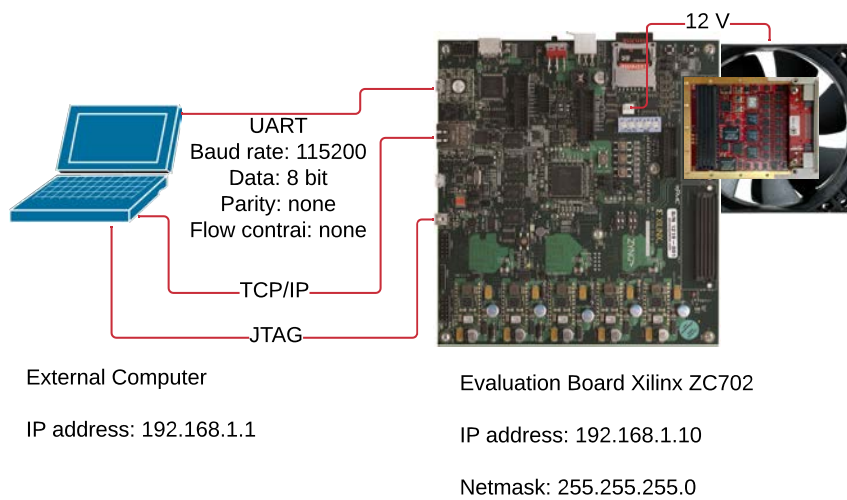 12 V
UART
Baud rate: 115200
Data: 8 bit
Parity: none
Flow contrai: none
TCP/IP
JTAG
XILINX
ZYNQ
External Computer
IP address: 192.168.1.1
Evaluation Board Xilinx ZC702
IP address: 192.168.1.10
Netmask: 255.255.255.0